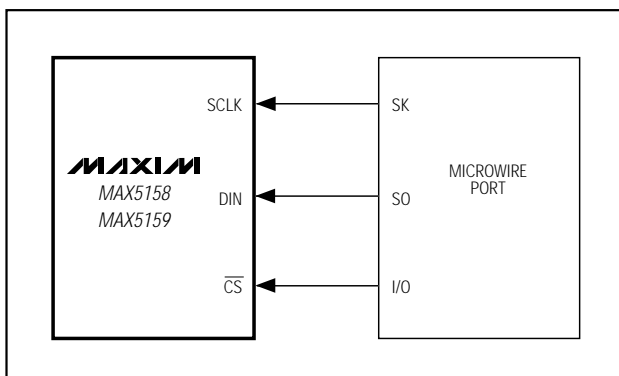 SCLK
SK
MAXIM
MAX5158
MAX5159
DIN
SO
MICROWIRE
PORT
CS
I/O